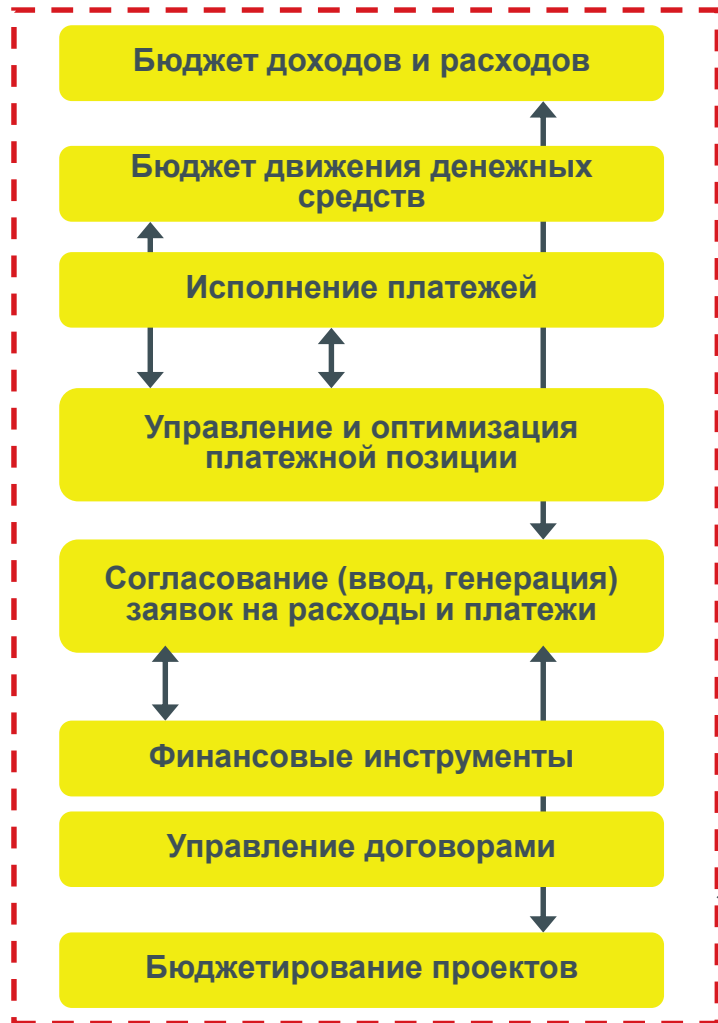 Бюджет доходов и расходов
Бюджет движения денежных
средств
Исполнение платежей
Управление и оптимизация
платежной позиции
Согласование (ввод, генерация)
заявок на расходы и платежи
Финансовые инструменты
Управление договорами
Бюджетирование проектов